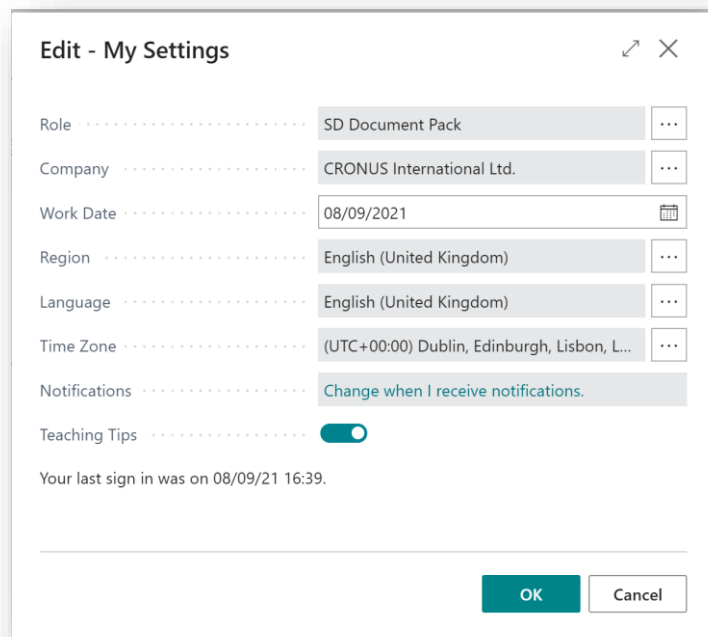 Edit - My Settings
Role SD Document Pack
Company CRONUS International Ltd.
Work Date 08/09/2021
Region English (United Kingdom)
Language English (United Kingdom)
Time Zone (UTC+00:00) Dublin, Edinburgh, Lisbon, L...
Notifications Change when I receive notifications.
Teaching Tips
Your last sign in was on 08/09/21 16:39.
OK Cancel